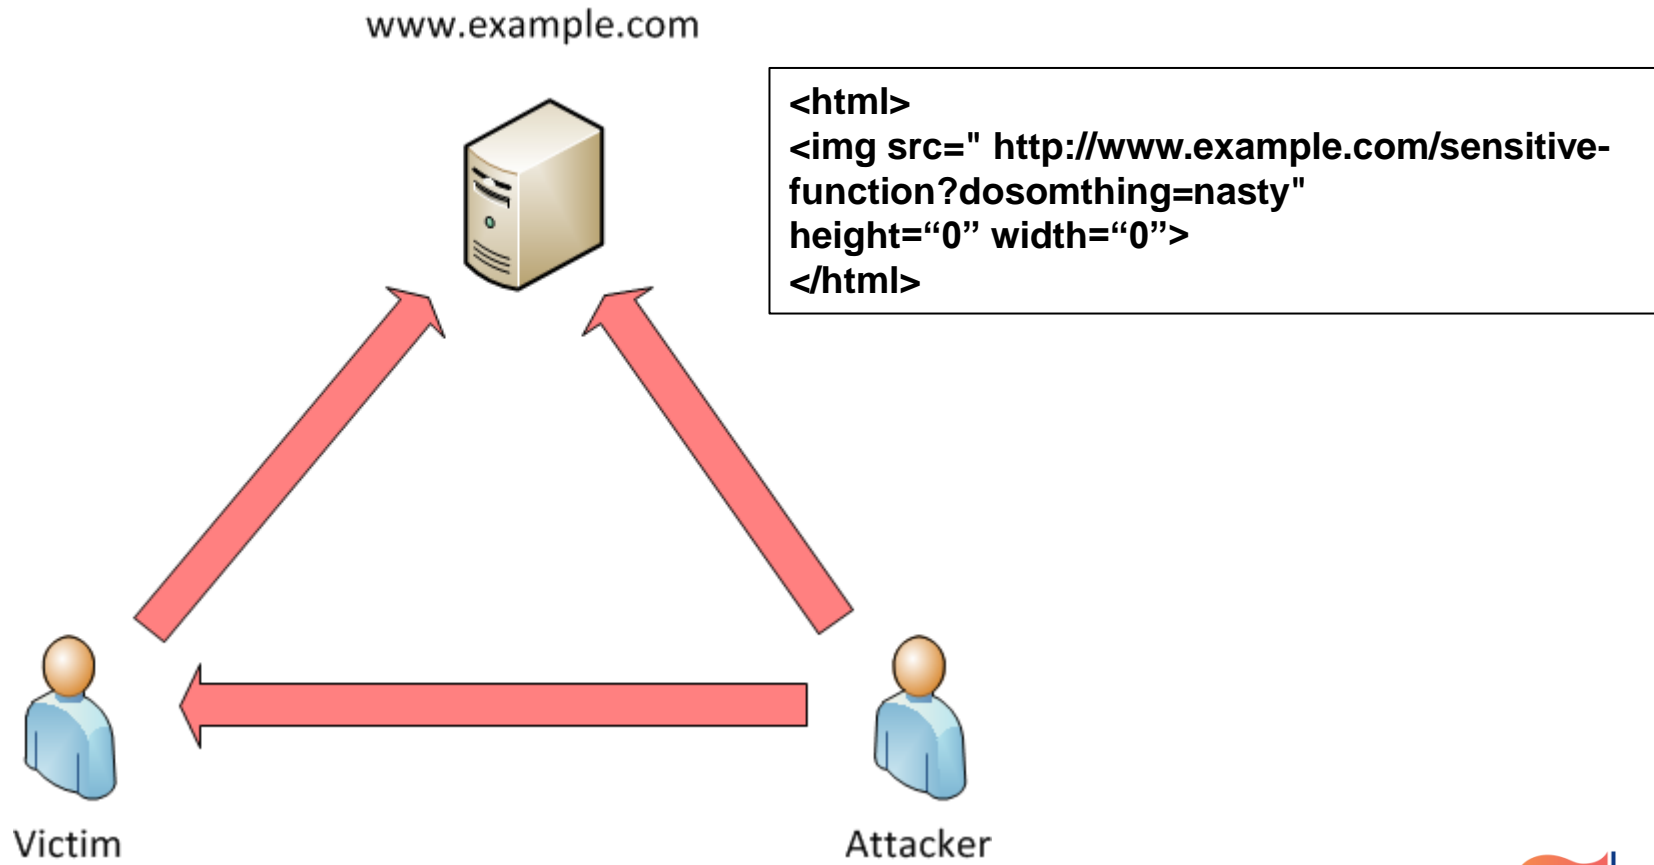 www.example.com
<html>
<img src=" http://www.example.com/sensitive-
function?dosomthing=nasty"
height=“0” width=“0”>
</html>
Victim
Attacker